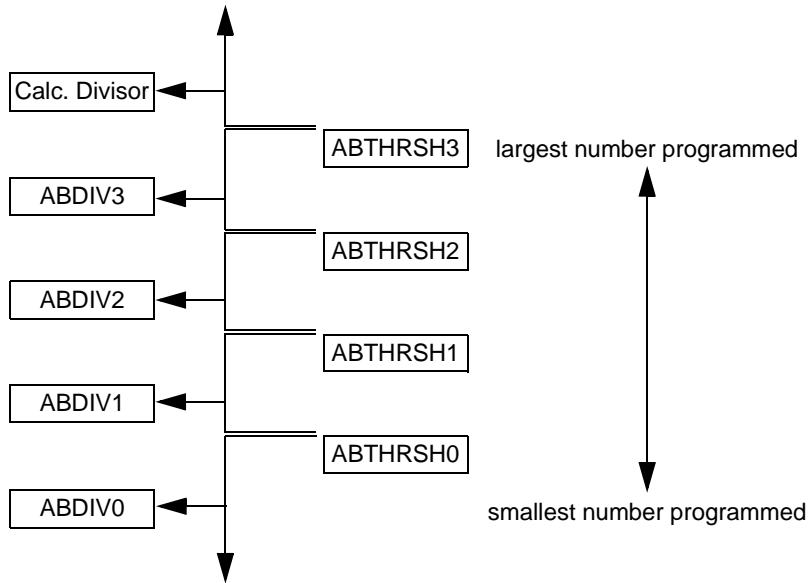 Calc. Divisor
ABTHRSH3 largest number programmed
ABDIV3
ABTHRSH2
ABDIV2
ABTHRSH1
ABDIV1
ABTHRSH0
ABDIV0 smallest number programmed